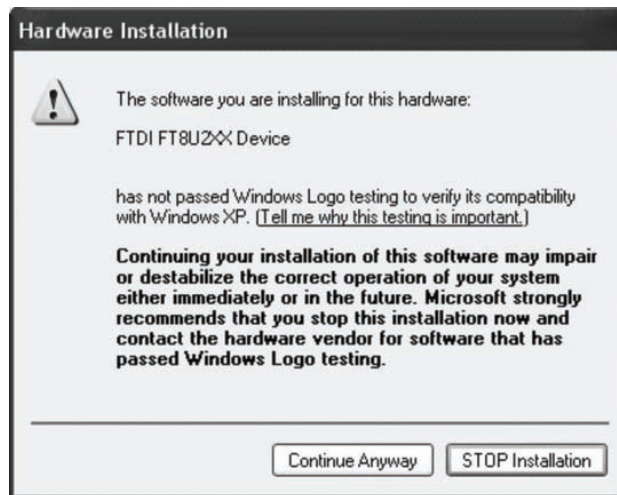 Hardware Installation
The software you are installing for this hardware:
FTDI FT8U2XX Device
has not passed Windows Logo testing to verify its compatibility
with Windows XP. (Tell me why this testing is important.)
Continuing your installation of this software may impair
or destabilize the correct operation of your system
either immediately or in the future. Microsoft strongly
recommends that you stop this installation now and
contact the hardware vendor for software that has
passed Windows Logo testing.
Continue Anyway
STOP Installation